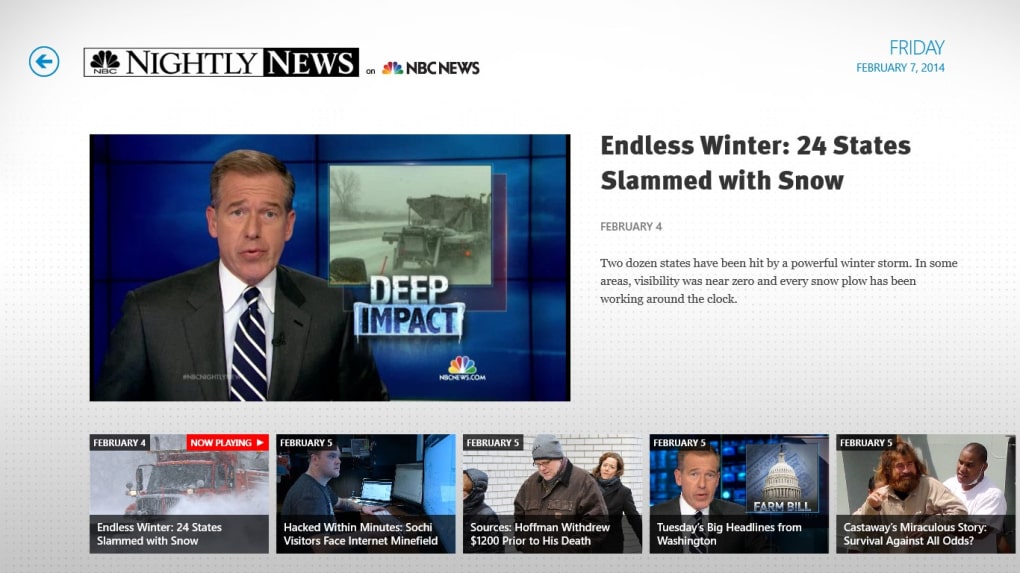 NBC NIGHTLY NEWS on NBCNEWS
FRIDAY
FEBRUARY 7, 2014
DEEP
IMPACT
NBCNEWS.COM
Endless Winter: 24 States
Slammed with Snow
FEBRUARY 4
Two dozen states have been hit by a powerful winter storm. In some
areas, visibility was near zero and every snow plow has been
working around the clock.
FEBRUARY 4
NOW PLAYING
Endless Winter: 24 States
Slammed with Snow
FEBRUARY 5
Hacked Within Minutes: Sochi
Visitors Face Internet Minefield
FEBRUARY 5
Sources: Hoffman Withdrew
$1200 Prior to His Death
FEBRUARY 5
FARM BILL
Tuesday's Big Headlines from
Washington
FEBRUARY 5
Castaway's Miraculous Story:
Survival Against All Odds?